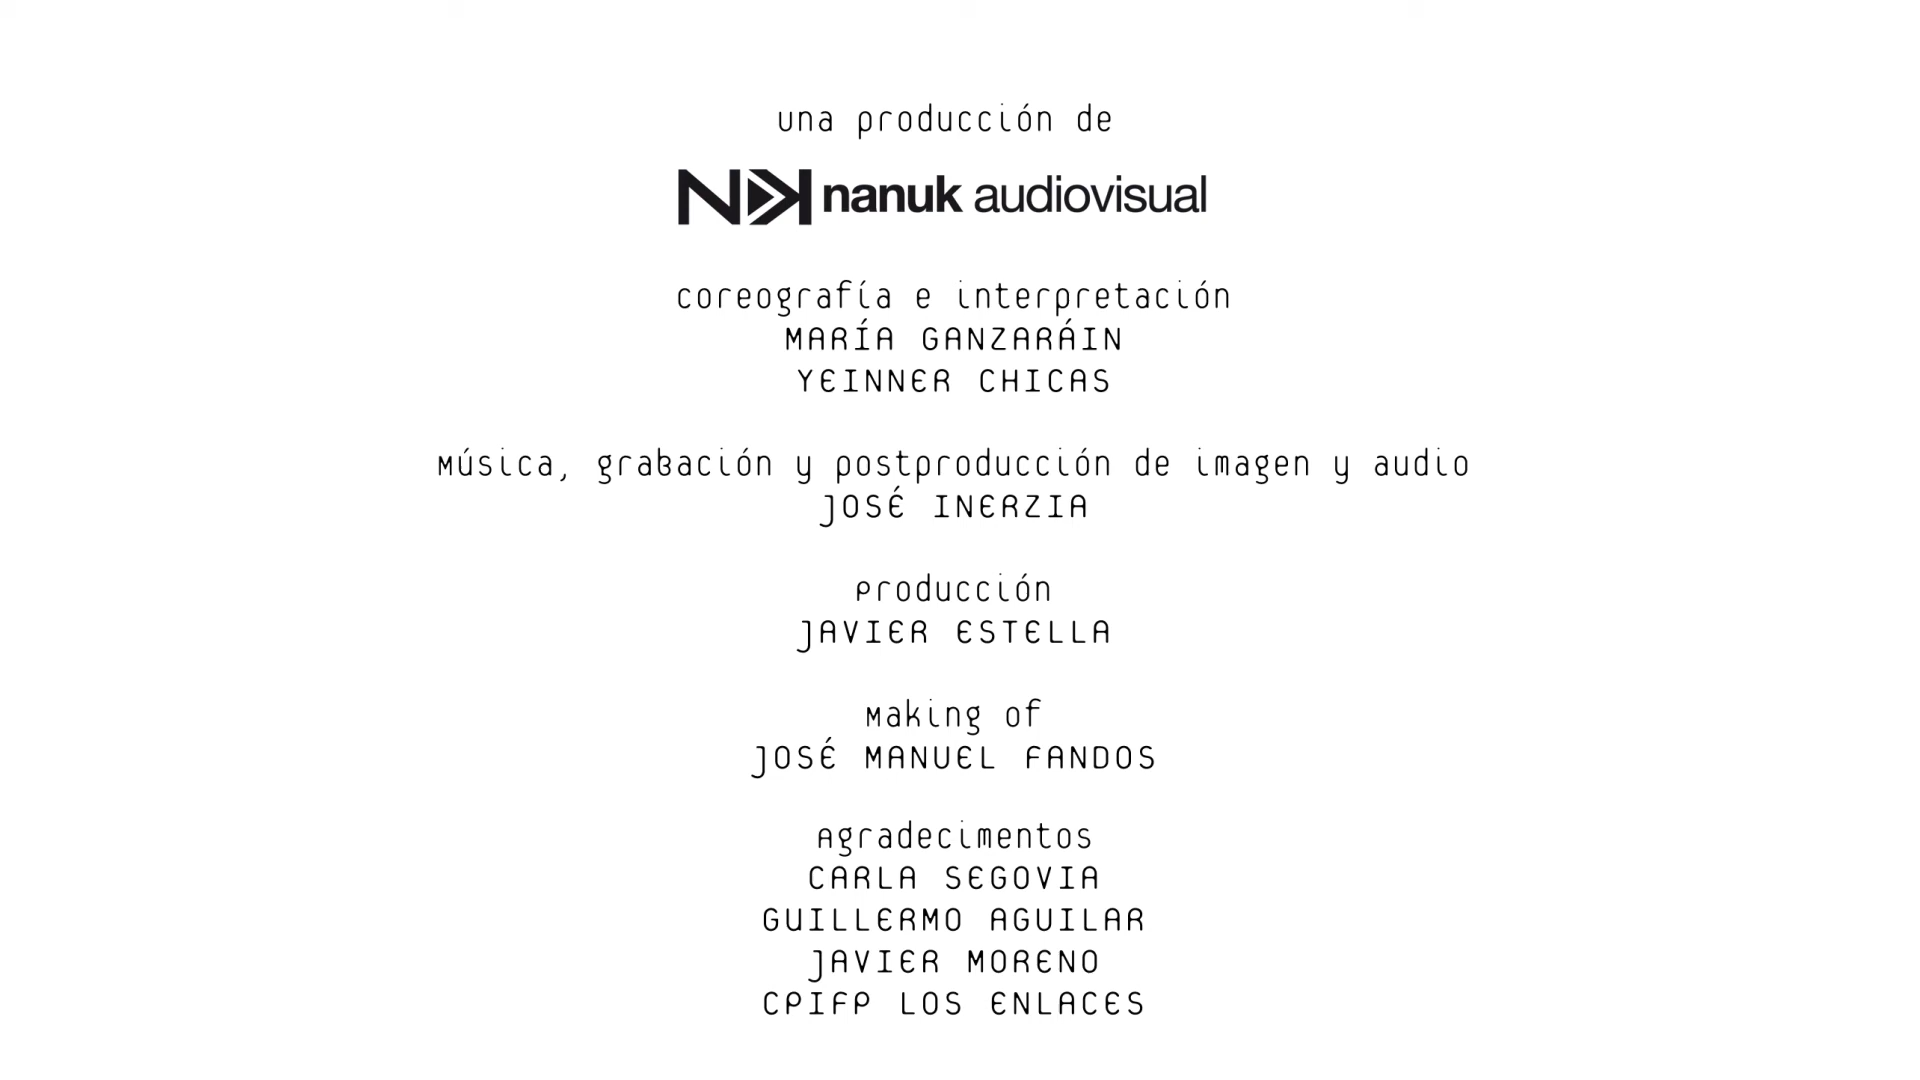 una producción de
NK nanuk audiovisual
coreografía e interpretación
MARÍA GANZARÁIN
YEINNER CHICAS
Música, grabación y postproducción de imagen y audio
JOSÉ INERZIA
Producción
JAVIER ESTELLA
Making of
JOSÉ MANUEL FANDOS
Agradecimentos
CARLA SEGOVIA
GUILLERMO AGUILAR
JAVIER MORENO
CPIFP LOS ENLACES